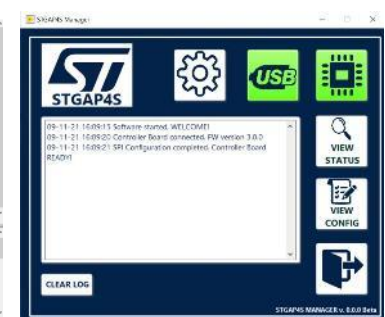 STGAP4S Manager
STGAP4S
USB
09-11-21 16:09:15 Software started. WELCOME!
09-11-21 16:09:20 Controller Board connected. FW version 3.0.0
09-11-21 16:09:21 SPI Configuration completed. Controller Board
READY!
VIEW
STATUS
VIEW
CONFIG
CLEAR LOG
STGAP4S MANAGER v. 8.0.0 Beta